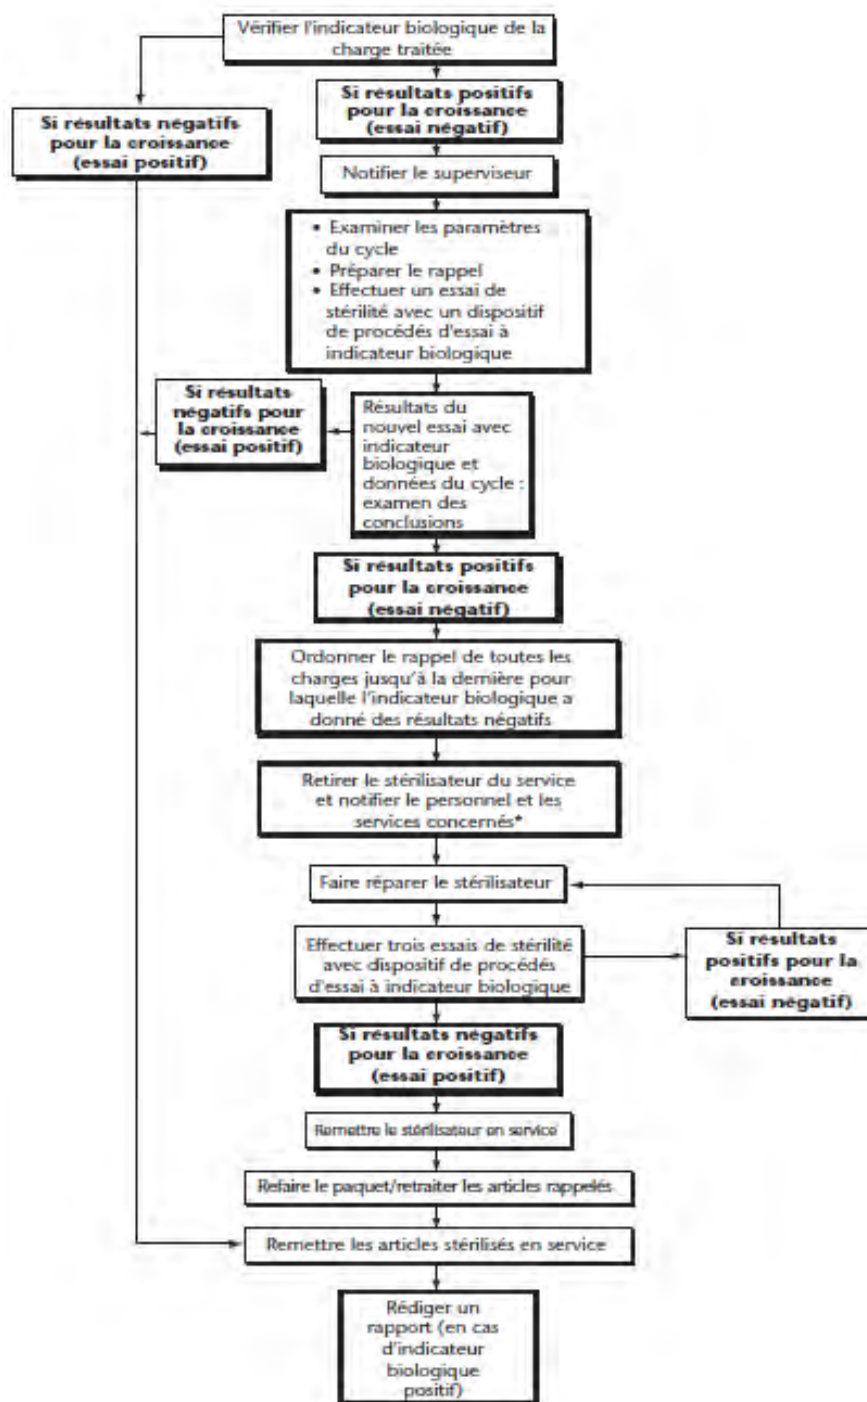 Vérifier l'indicateur biologique de la
charge traitée
Si résultats positifs
pour la croissance
(essai négatif)
Si résultats négatifs
pour la croissance
(essai positif)
Notifier le superviseur
• Examiner les paramètres
du cycle
• Préparer le rappel
• Effectuer un essai de
stérilité avec un dispositif
de procédés d'essai à
indicateur biologique
Si résultats
négatifs pour
la croissance
(essai positif)
Résultats du
nouvel essai avec
indicateur
biologique et
données du cycle :
examen des
conclusions
Si résultats positifs
pour la croissance
(essai négatif)
Ordonner le rappel de toutes les
charges jusqu'à la dernière pour
laquelle l'indicateur biologique a
donné des résultats négatifs
Retirer le stérilisateur du service
et notifier le personnel et les
services concernés*
Faire réparer le stérilisateur
Effectuer trois essais de stérilité
avec dispositif de procédés
d'essai à indicateur biologique
Si résultats
positifs pour la
croissance
(essai négatif)
Si résultats négatifs
pour la croissance
(essai positif)
Remettre le stérilisateur en service
Refaire le paquet/retraiter les articles rappelés
Remettre les articles stérilisés en service
Rédiger un
rapport (en cas
d'indicateur
biologique
positif)